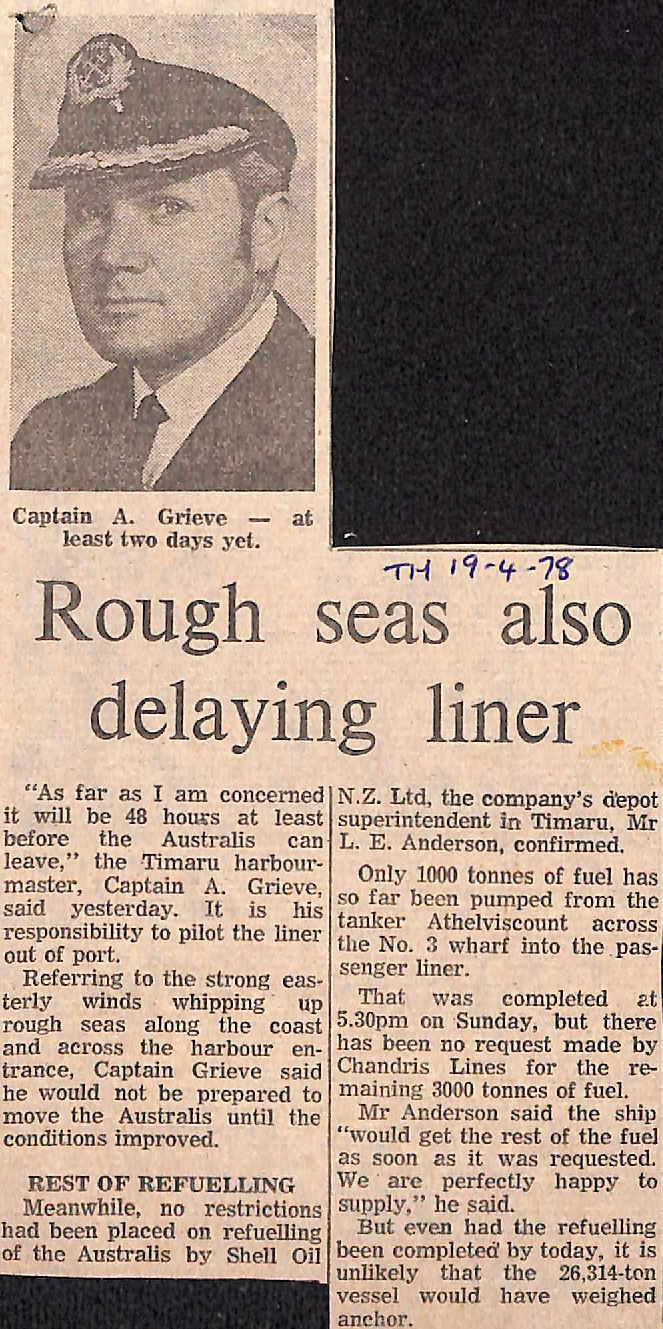 Captain A. Grieve — at
least two days yet.
TH 19-4-78
Rough seas also
delaying liner
"As far as I am concerned
it will be 48 hours at least
before the Australis can
leave," the Timaru harbour-
master, Captain A. Grieve,
said yesterday. It is his
responsibility to pilot the liner
out of port.
Referring to the strong eas-
terly winds whipping up
rough seas along the coast
and across the harbour en-
trance, Captain Grieve said
he would not be prepared to
move the Australis until the
conditions improved.
REST OF REFUELLING
Meanwhile, no restrictions
had been placed on refuelling
of the Australis by Shell Oil
N.Z. Ltd, the company's depot
superintendent in Timaru, Mr
L. E. Anderson, confirmed.
Only 1000 tonnes of fuel has
so far been pumped from the
tanker Athelviscount across
the No. 3 wharf into the pas-
senger liner.
That was completed at
5.30pm on Sunday, but there
has been no request made by
Chandris Lines for the re-
maining 3000 tonnes of fuel.
Mr Anderson said the ship
"would get the rest of the fuel
as soon as it was requested.
We are perfectly happy to
supply," he said.
But even had the refuelling
been completed by today, it is
unlikely that the 26,314-ton
vessel would have weighed
anchor.